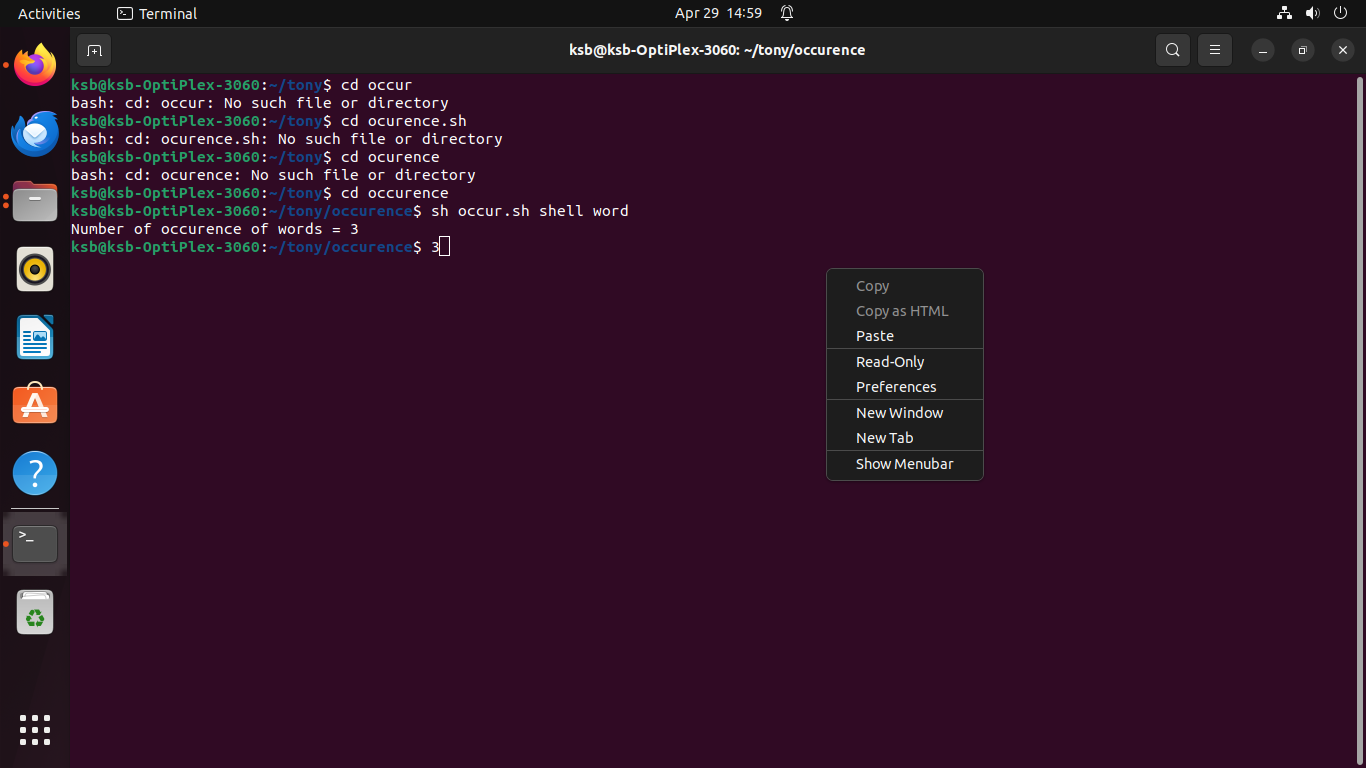 Activities
Terminal
Apr 29 14:59
ksb@ksb-OptiPlex-3060: ~/tony/occurence
ksb@ksb-OptiPlex-3060:~/tony$ cd occur
bash: cd: occur: No such file or directory
ksb@ksb-OptiPlex-3060:~/tony$ cd ocurence.sh
bash: cd: ocurence.sh: No such file or directory
ksb@ksb-OptiPlex-3060:~/tony$ cd ocurence
bash: cd: ocurence: No such file or directory
ksb@ksb-OptiPlex-3060:~/tony$ cd occurence
ksb@ksb-OptiPlex-3060:~/tony/occurence$ sh occur.sh shell word
Number of occurence of words = 3
ksb@ksb-OptiPlex-3060:~/tony/occurence$ 3
Copy
Copy as HTML
Paste
Read-Only
Preferences
New Window
New Tab
Show Menubar